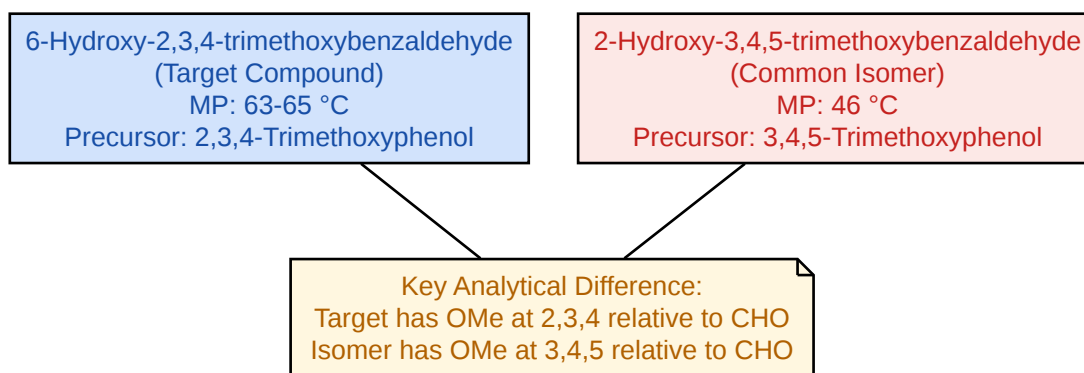 6-Hydroxy-2,3,4-trimethoxybenzaldehyde
(Target Compound)
MP: 63-65 °C
Precursor: 2,3,4-Trimethoxyphenol
2-Hydroxy-3,4,5-trimethoxybenzaldehyde
(Common Isomer)
MP: 46 °C
Precursor: 3,4,5-Trimethoxyphenol
Key Analytical Difference:
Target has OMe at 2,3,4 relative to CHO
Isomer has OMe at 3,4,5 relative to CHO